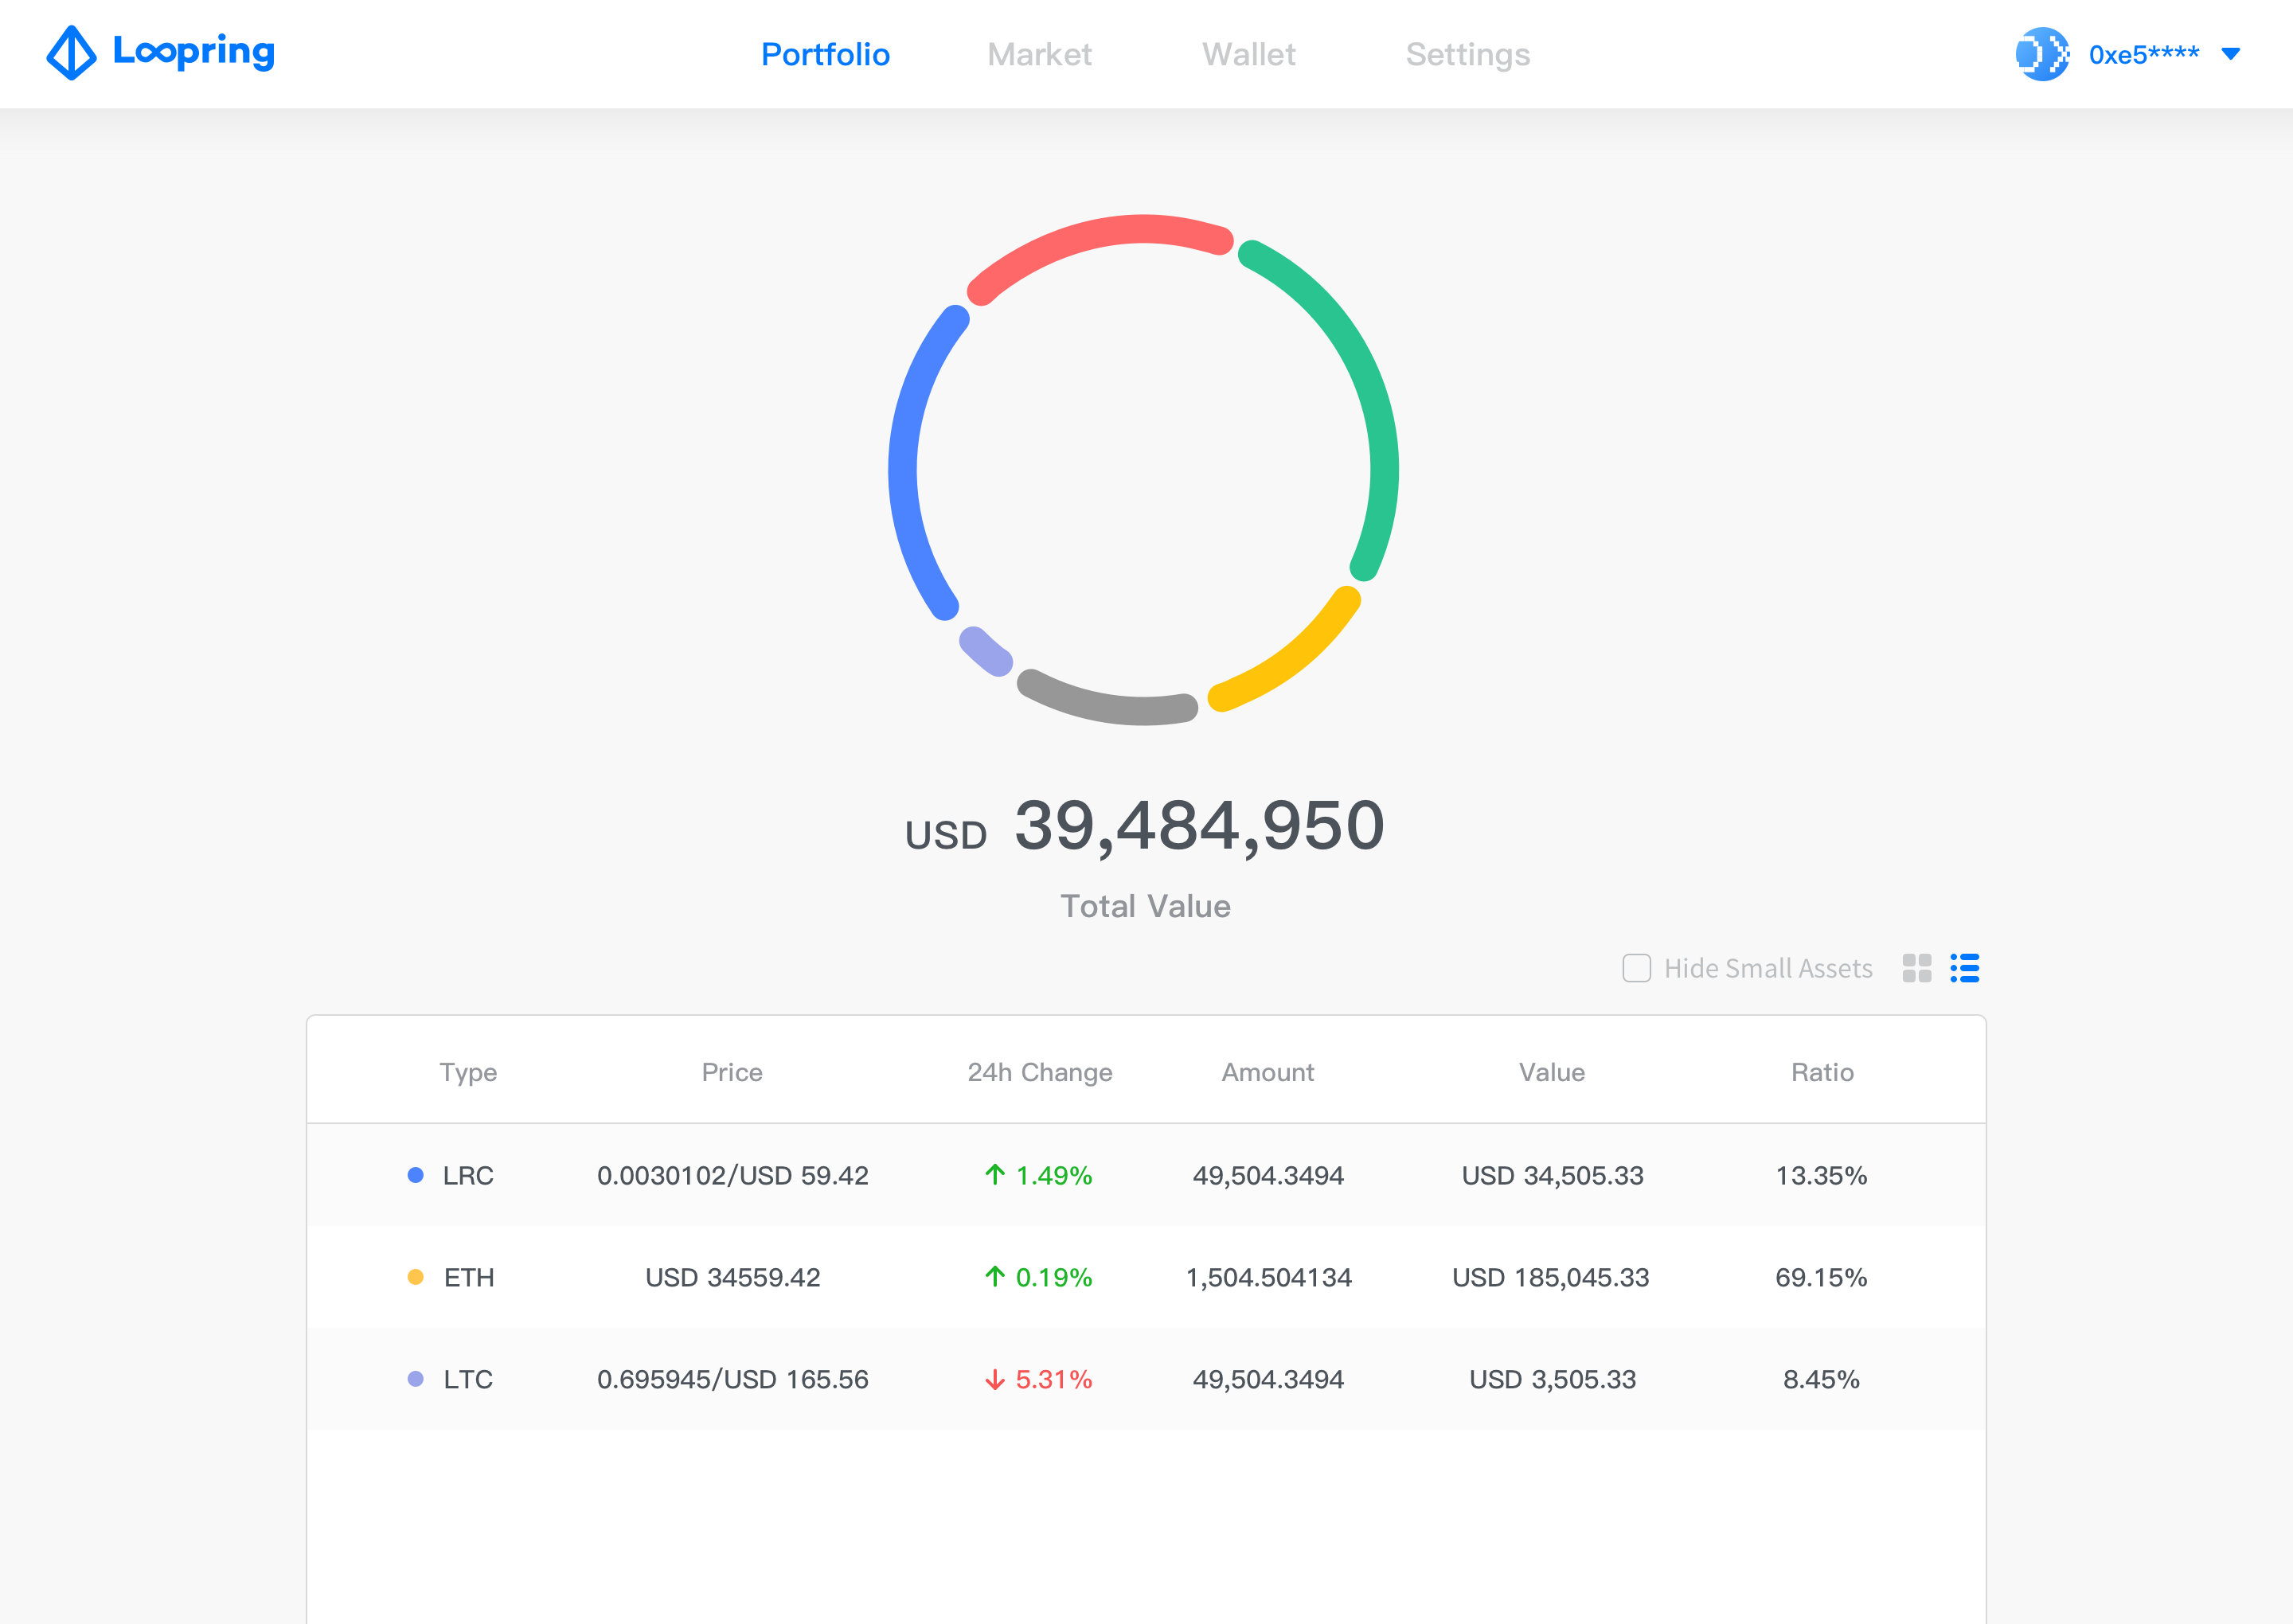 Loopring
Portfolio Market Wallet Settings
0xe5****
USD 39,484,950
Total Value
Hide Small Assets
Type Price 24h Change Amount Value Ratio
LRC 0.0030102/USD 59.42 ↑ 1.49% 49,504.3494 USD 34,505.33 13.35%
ETH USD 34559.42 ↑ 0.19% 1,504.504134 USD 185,045.33 69.15%
LTC 0.695945/USD 165.56 ↓ 5.31% 49,504.3494 USD 3,505.33 8.45%